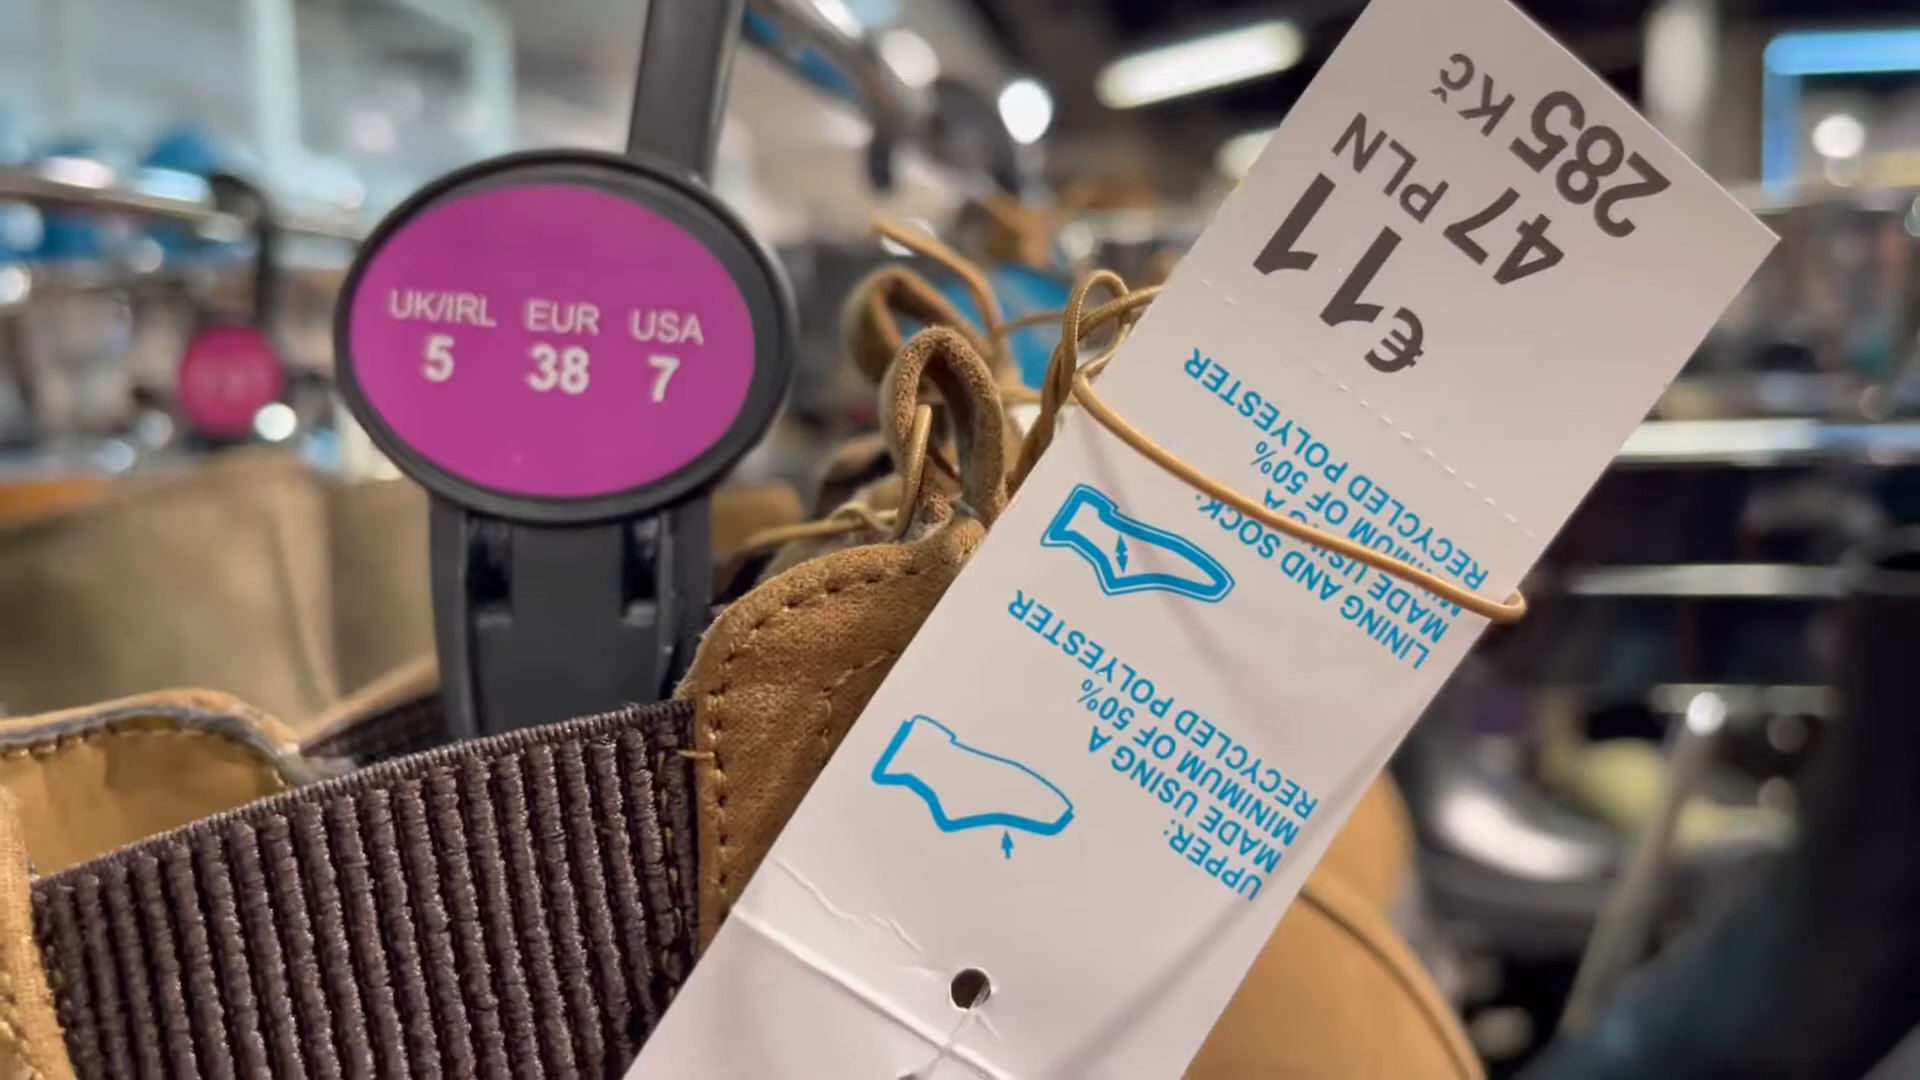 UK/IRL EUR USA
5 38 7
€11
47 PLN
285 Kč
UPPER:
MADE USING A
MINIMUM OF 50%
RECYCLED POLYESTER
LINING AND SOCK:
MADE USING A
MINIMUM OF 50%
RECYCLED POLYESTER